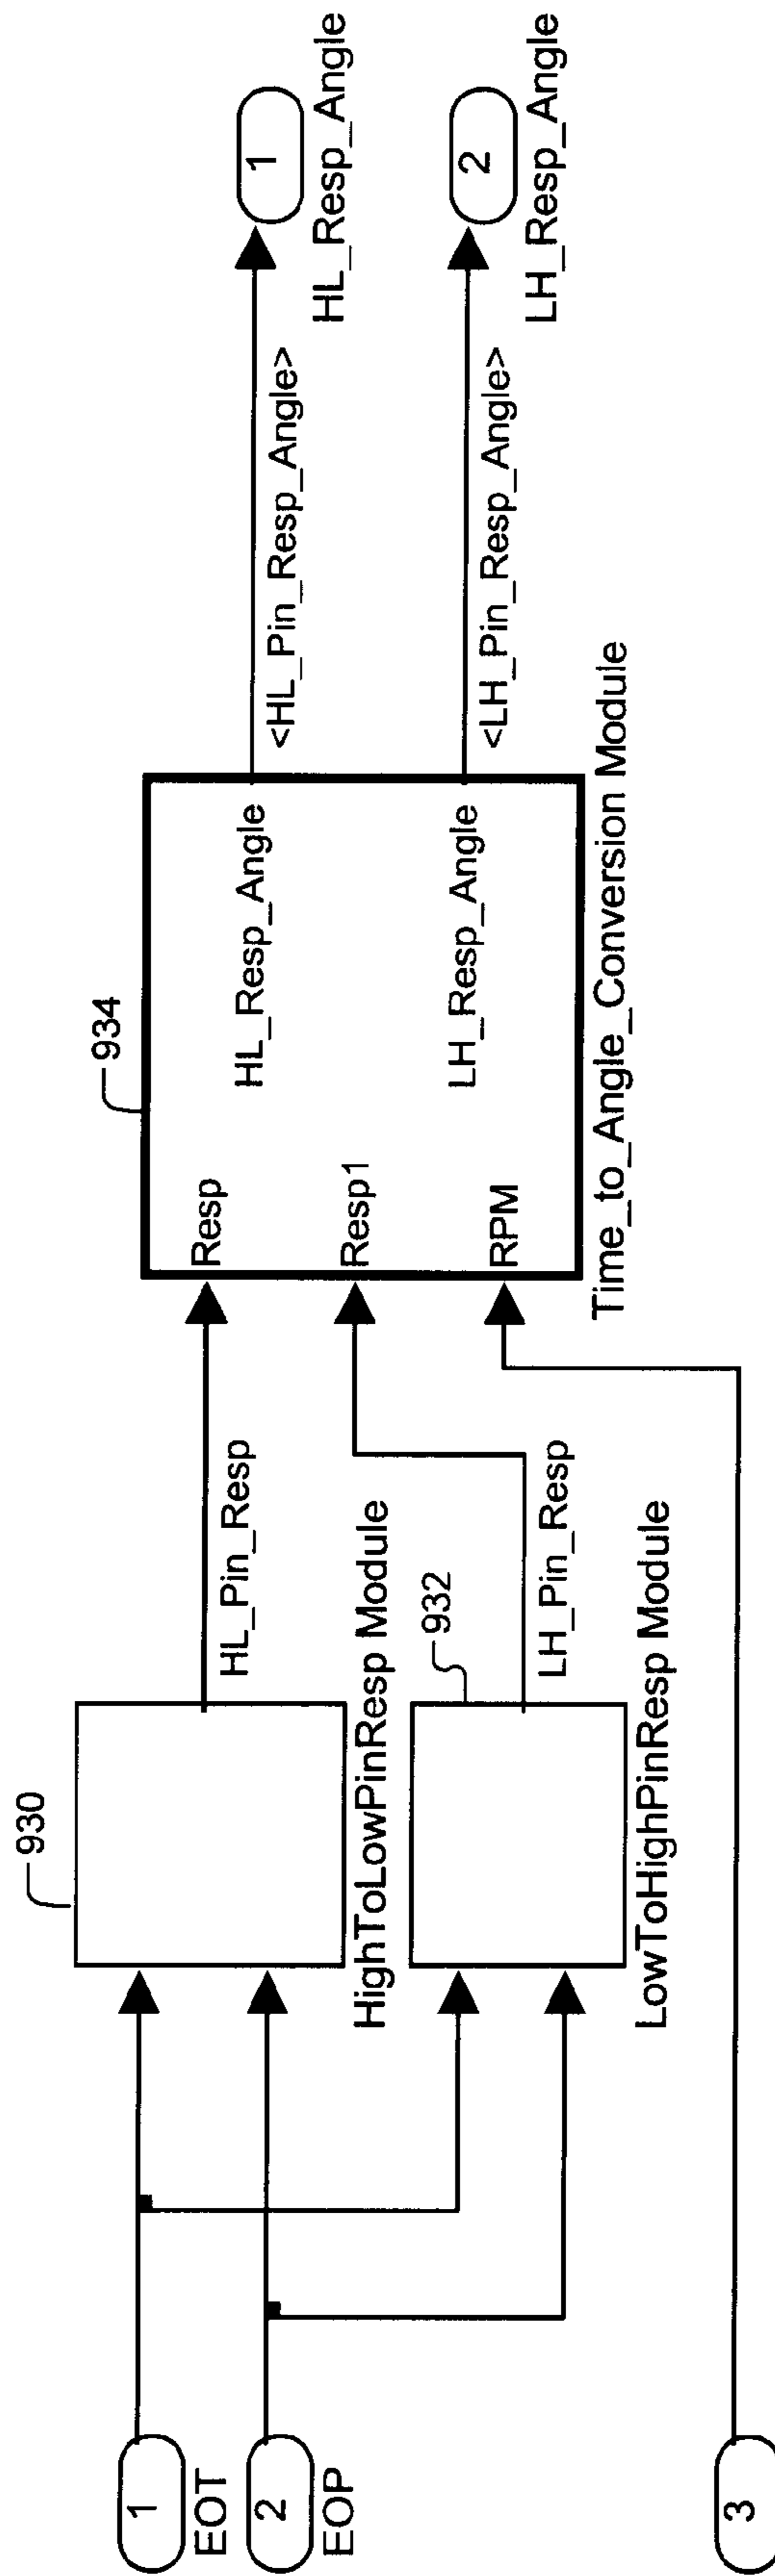 1
EOT
2
EOP
3
930
HighToLowPinResp Module
932
LowToHighPinResp Module
HL_Pin_Resp
LH_Pin_Resp
934
Resp
Resp1
RPM
HL_Resp_Angle
LH_Resp_Angle
Time_to_Angle_Conversion Module
<HL_Pin_Resp_Angle>
<LH_Pin_Resp_Angle>
1
HL_Resp_Angle
2
LH_Resp_Angle